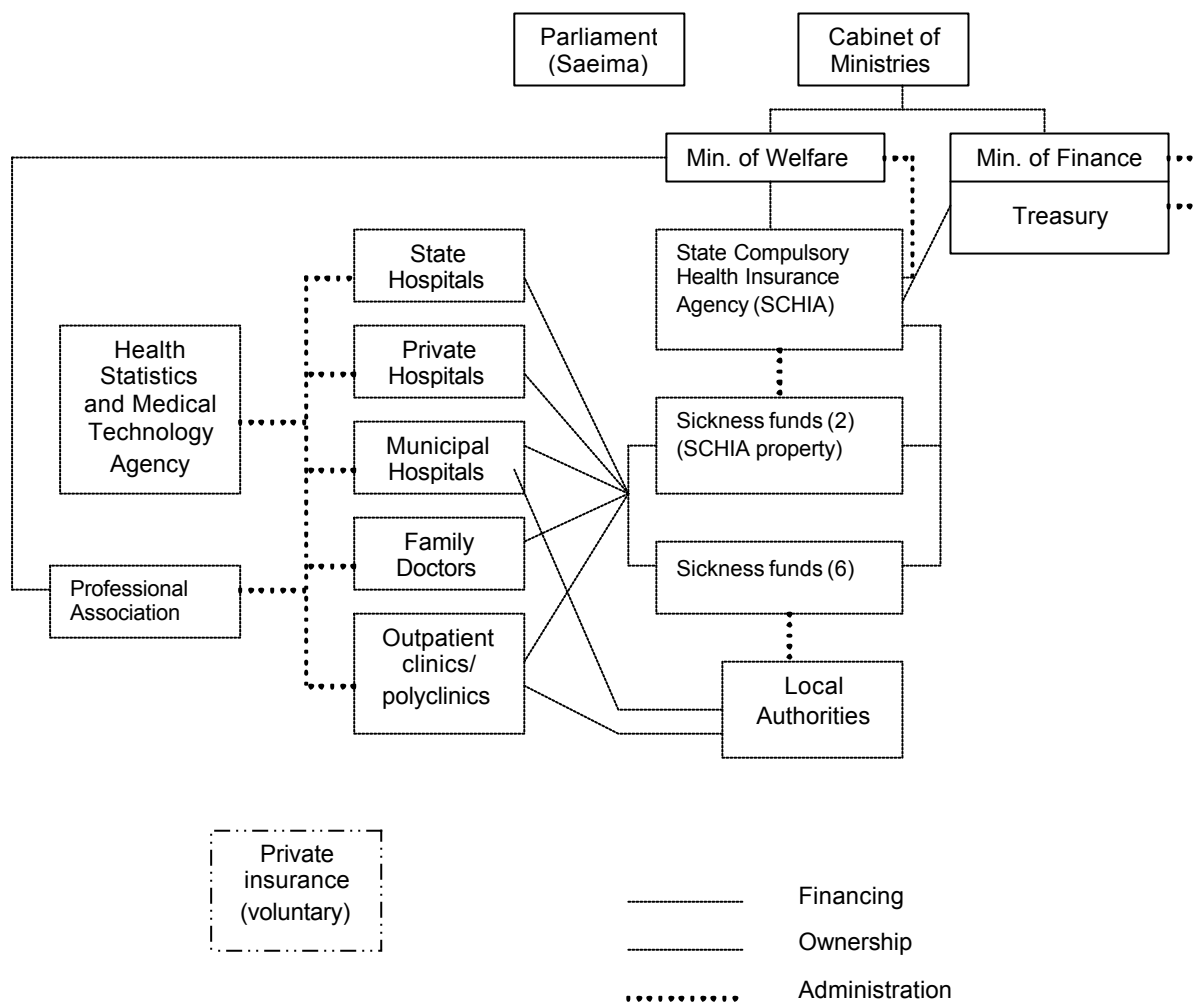 Parliament
(Saeima)
Cabinet of
Ministries
Min. of Welfare
Min. of Finance
Treasury
State
Hospitals
State Compulsory
Health Insurance
Agency (SCHIA)
Health
Statistics
and Medical
Technology
Agency
Private
Hospitals
Sickness funds (2)
(SCHIA property)
Municipal
Hospitals
Family
Doctors
Sickness funds (6)
Professional
Association
Outpatient
clinics/
polyclinics
Local
Authorities
Private
insurance
(voluntary)
Financing
Ownership
Administration